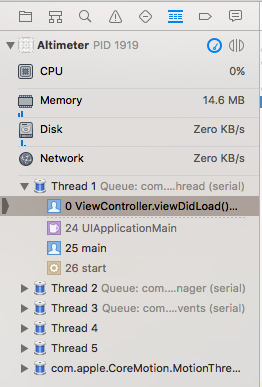 Altimeter PID 1919
CPU 0%
Memory 14.6 MB
Disk Zero KB/s
Network Zero KB/s
Thread 1 Queue: com....hread (serial)
0 ViewController.viewDidLoad()...
24 UIApplicationMain
25 main
26 start
Thread 2 Queue: com....nager (serial)
Thread 3 Queue: com....vents (serial)
Thread 4
Thread 5
com.apple.CoreMotion.MotionThre...